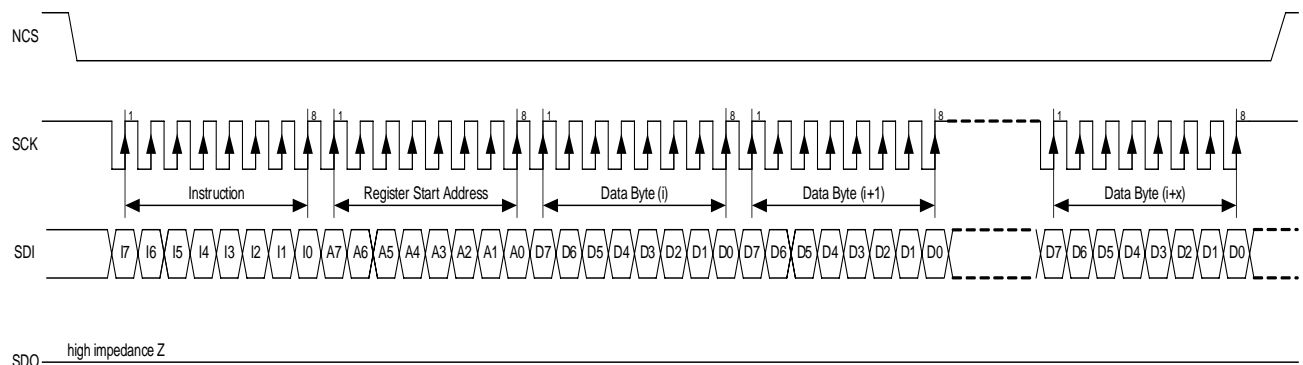 NCS
1 8 1 8 1 8 1 8 1 8
SCK
Instruction Register Start Address Data Byte (i) Data Byte (i+1) Data Byte (i+x)
SDI I7 I6 I5 I4 I3 I2 I1 I0 A7 A6 A5 A4 A3 A2 A1 A0 D7 D6 D5 D4 D3 D2 D1 D0 D7 D6 D5 D4 D3 D2 D1 D0 D7 D6 D5 D4 D3 D2 D1 D0
high impedance Z
SDO